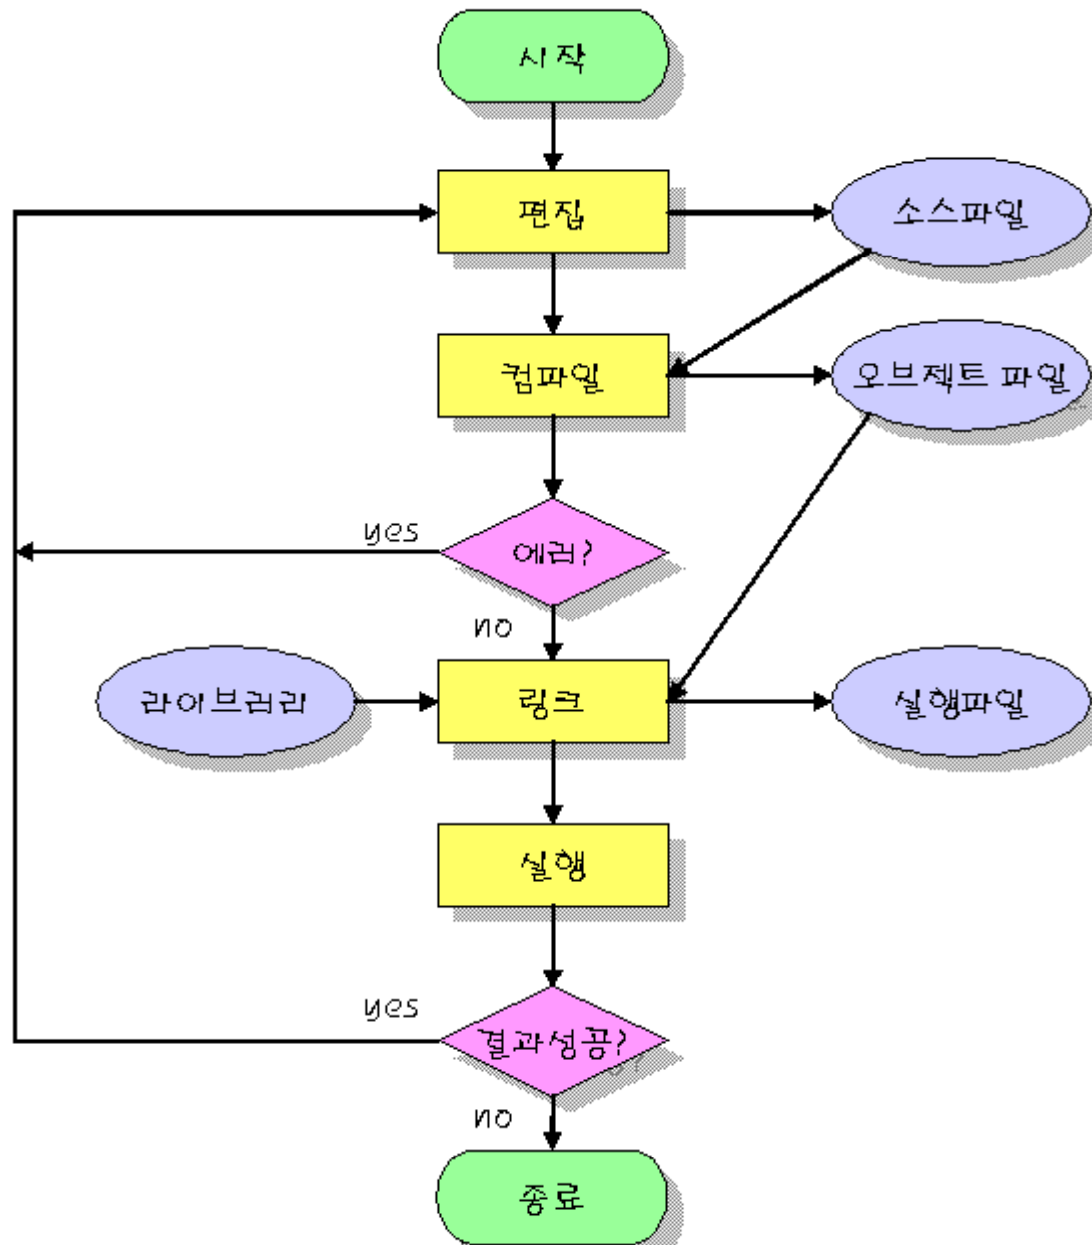 시작
편집
소스파일
컴파일
오브젝트 파일
yes
에러?
no
라이브러리
링크
실행파일
실행
yes
결과성공?
no
종료